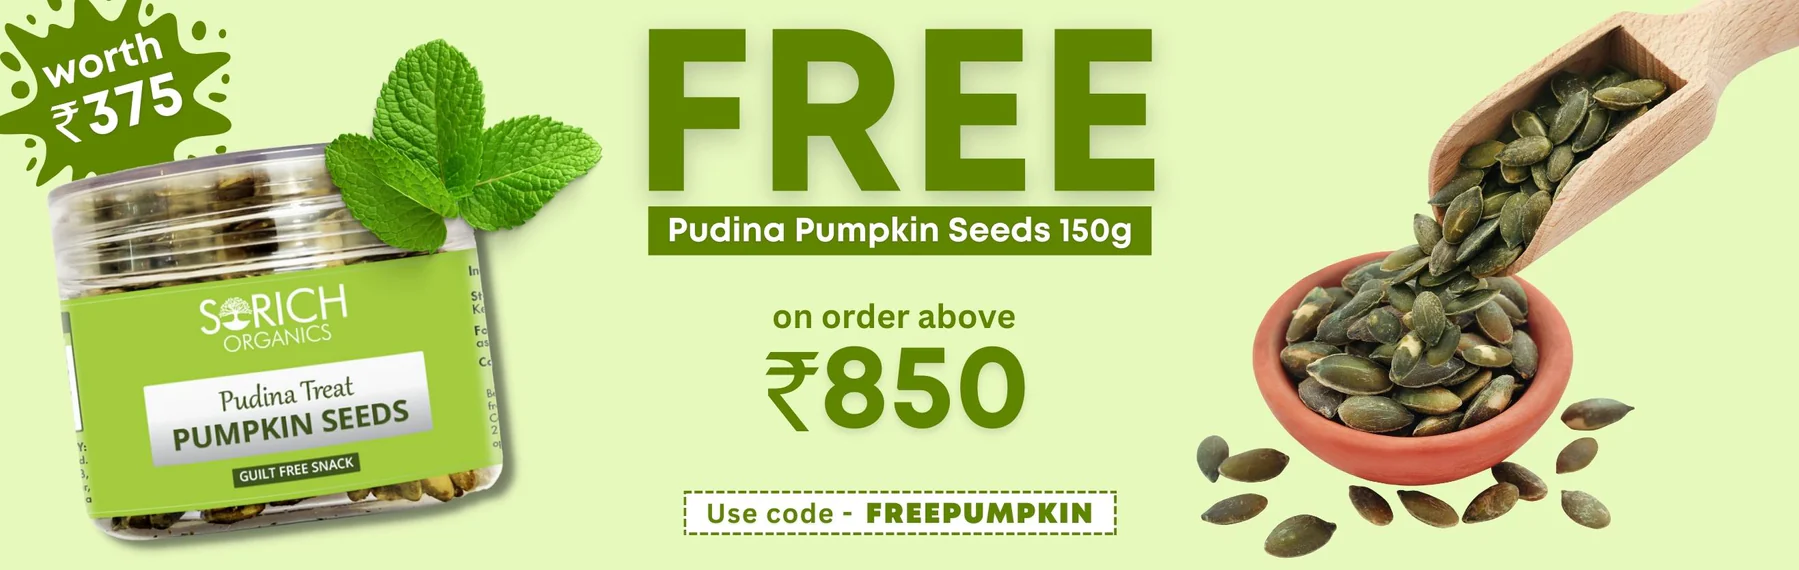 worth
₹375
FREE
Pudina Pumpkin Seeds 150g
on order above
₹850
Use code - FREEPUMPKIN
SORICH
ORGANICS
Pudina Treat
PUMPKIN SEEDS
GUILT FREE SNACK